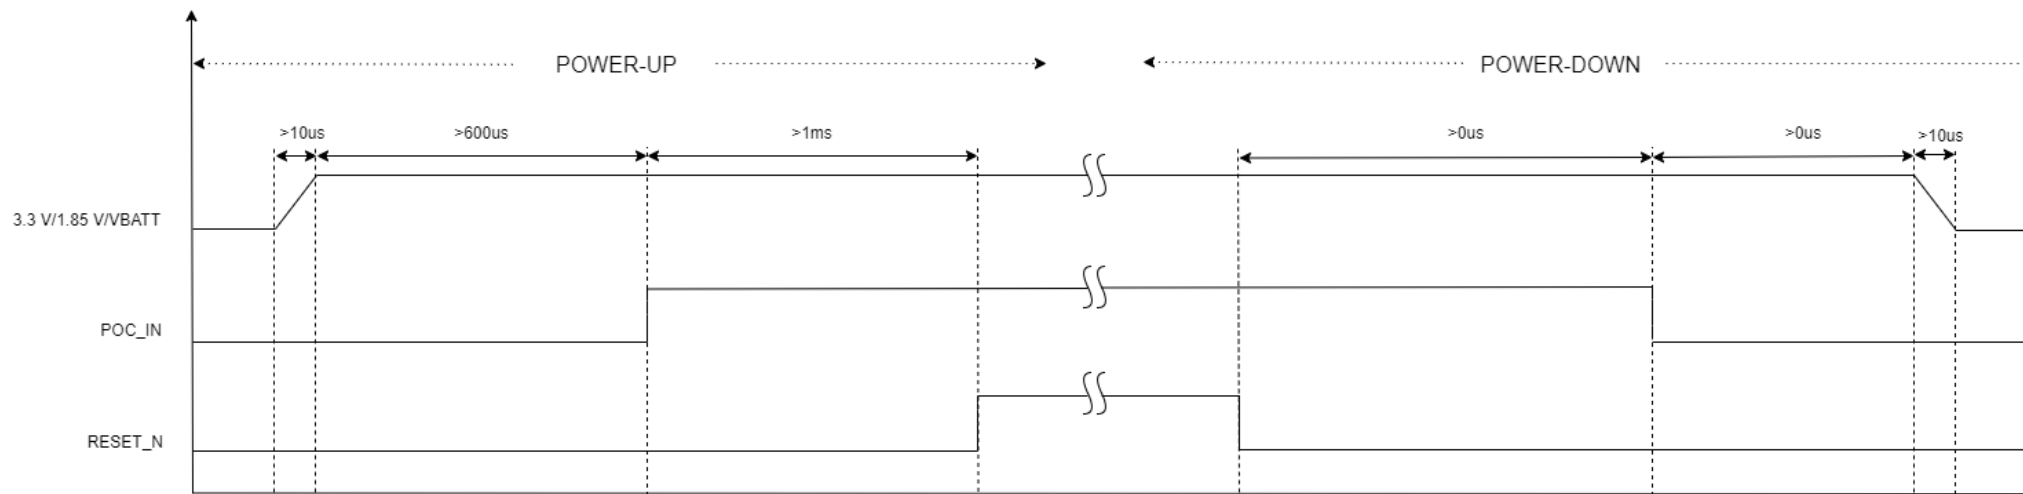 POWER-UP
POWER-DOWN
>10us
>600us
>1ms
>0us
>0us
>10us
3.3 V/1.85 V/VBATT
POC_IN
RESET_N